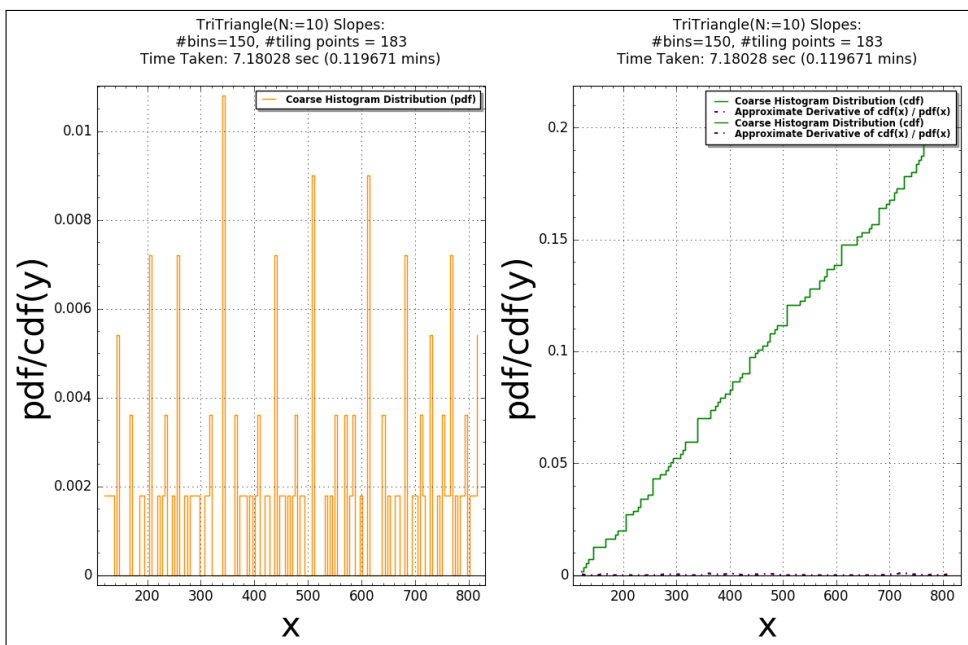 TriTriangle(N:=10) Slopes:
#bins=150, #tiling points = 183
Time Taken: 7.18028 sec (0.119671 mins)
Coarse Histogram Distribution (pdf)
0.01
0.008
0.006
0.004
0.002
0
200 300 400 500 600 700 800
pdf/cdf(y)
x
TriTriangle(N:=10) Slopes:
#bins=150, #tiling points = 183
Time Taken: 7.18028 sec (0.119671 mins)
Coarse Histogram Distribution (cdf)
Approximate Derivative of cdf(x) / pdf(x)
Coarse Histogram Distribution (cdf)
Approximate Derivative of cdf(x) / pdf(x)
0.2
0.15
0.1
0.05
0
200 300 400 500 600 700 800
pdf/cdf(y)
x